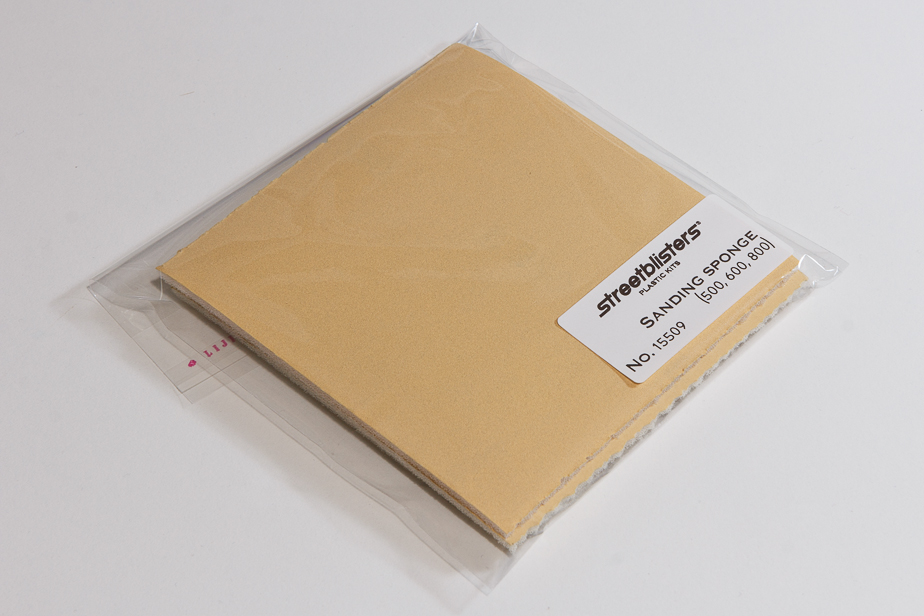 streetblisters®
PLASTIC KITS
SANDING SPONGE
[500, 600, 800]
No. 15509